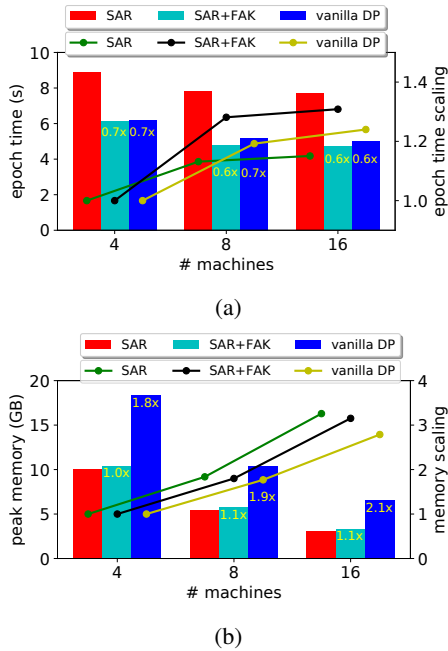 SAR SAR+FAK vanilla DP
SAR SAR+FAK vanilla DP
epoch time (s)
10
8
6
4
2
0
0.7x 0.7x
0.6x 0.7x
0.6x 0.6x
1.4
1.2
1.0
epoch time scaling
4 8 16
# machines
(a)
SAR SAR+FAK vanilla DP
SAR SAR+FAK vanilla DP
peak memory (GB)
20
15
10
5
0
1.0x 1.8x
1.1x 1.9x
1.1x 2.1x
4
3
2
1
0
memory scaling
4 8 16
# machines
(b)